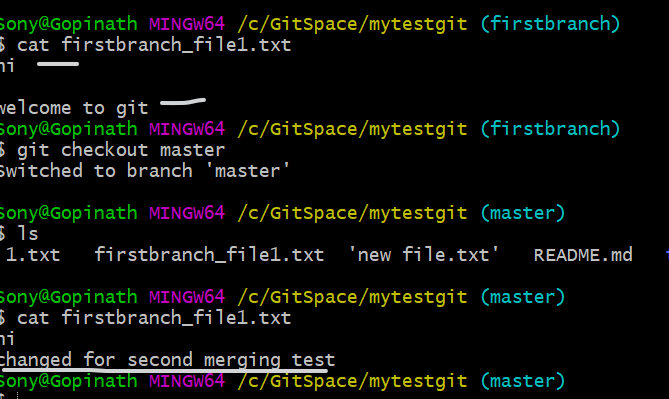 Sony@Gopinath MINGW64 /c/GitSpace/mytestgit (firstbranch)
$ cat firstbranch_file1.txt
hi
welcome to git
Sony@Gopinath MINGW64 /c/GitSpace/mytestgit (firstbranch)
$ git checkout master
Switched to branch 'master'
Sony@Gopinath MINGW64 /c/GitSpace/mytestgit (master)
$ ls
1.txt firstbranch_file1.txt 'new file.txt' README.md
Sony@Gopinath MINGW64 /c/GitSpace/mytestgit (master)
$ cat firstbranch_file1.txt
hi
changed for second merging test
Sony@Gopinath MINGW64 /c/GitSpace/mytestgit (master)
$